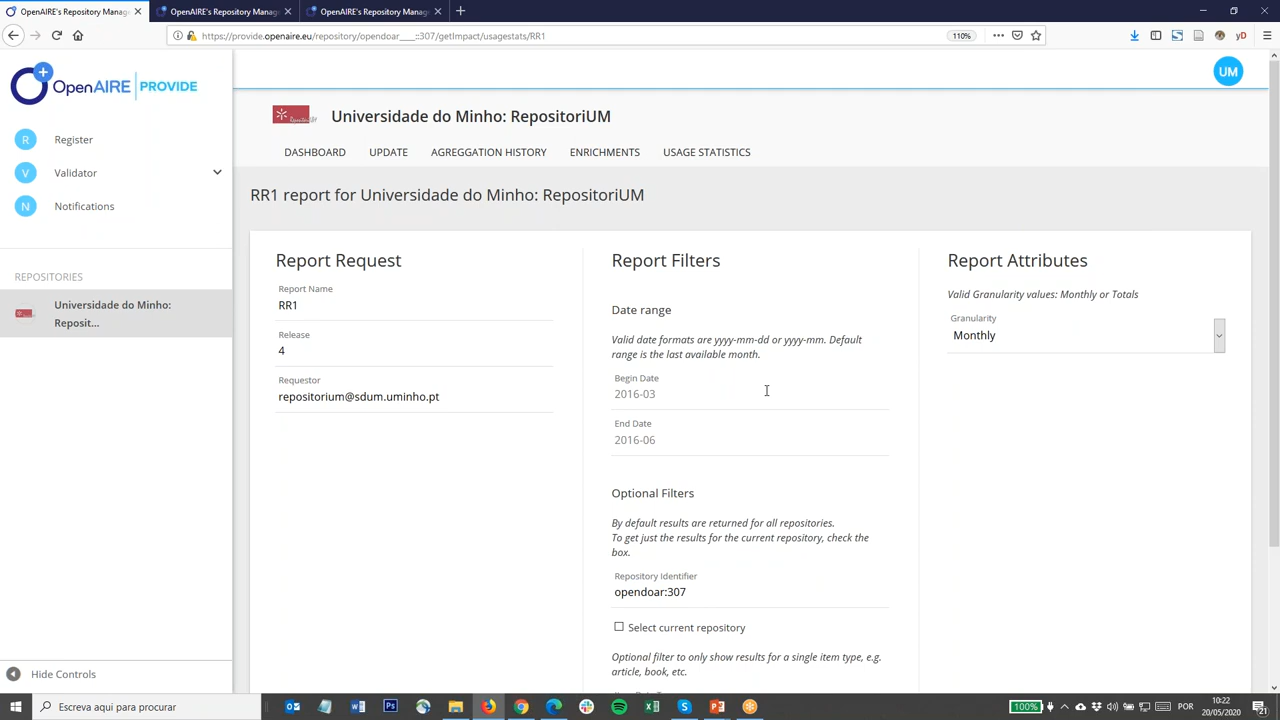 OpenAIRE's Repository Manag
OpenAIRE's Repository Manage
OpenAIRE's Repository Manage
https://provide.openaire.eu/repository/opendoar____::307/getImpact/usagestats/RR1
110%
yD
OpenAIRE PROVIDE
UM
R Register
V Validator
N Notifications
REPOSITORIES
Universidade do Minho:
Reposit...
Hide Controls
Universidade do Minho: RepositoriUM
DASHBOARD UPDATE AGREGGATION HISTORY ENRICHMENTS USAGE STATISTICS
RR1 report for Universidade do Minho: RepositoriUM
Report Request
Report Name
RR1
Release
4
Requestor
repositorium@sdum.uminho.pt
Report Filters
Date range
Valid date formats are yyyy-mm-dd or yyyy-mm. Default
range is the last available month.
Begin Date
2016-03
End Date
2016-06
Optional Filters
By default results are returned for all repositories.
To get just the results for the current repository, check the
box.
Repository Identifier
opendoar:307
Select current repository
Optional filter to only show results for a single item type, e.g.
article, book, etc.
Report Attributes
Valid Granularity values: Monthly or Totals
Granularity
Monthly
Escreva aqui para procurar
100%
POR
10:22
20/05/2020
21